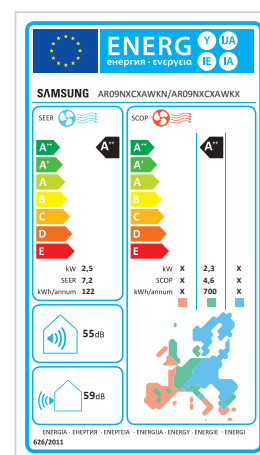 ENERG Y IJA
енергия · ενεργεια IE IA
SAMSUNG AR09NXCXAWKN/AR09NXCXAWKX
SEER SCOP
A++ A++ A++
A+ A+
A A
B B
C C
D D
E E
kW 2,5 kW X 2,3 X
SEER 7,2 SCOP X 4,6 X
kWh/annum 122 kWh/annum X 700 X
55dB
59dB
ENERGIA · ЕНЕРГИЯ · ΕΝΕΡΓΕΙΑ · ENERGIJA · ENERGY · ENERGIE · ENERGI
626/2011